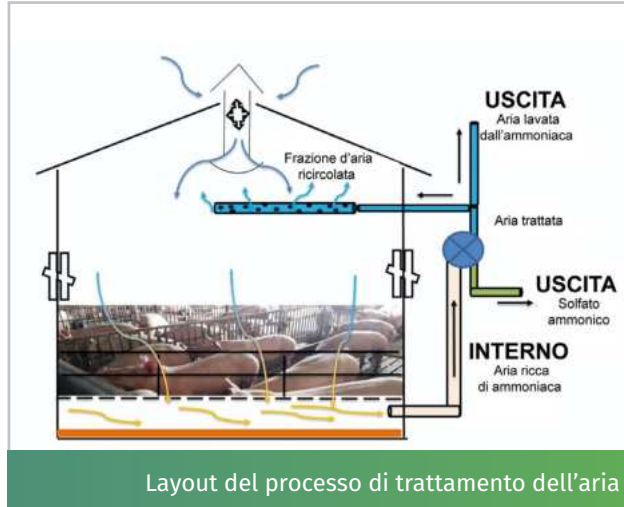 USCITA
Aria lavata
dall'ammoniaca
Frazione d'aria
ricircolata
Aria trattata
USCITA
Solfato
ammonico
INTERNO
Aria ricca
di ammoniaca
Layout del processo di trattamento dell'aria